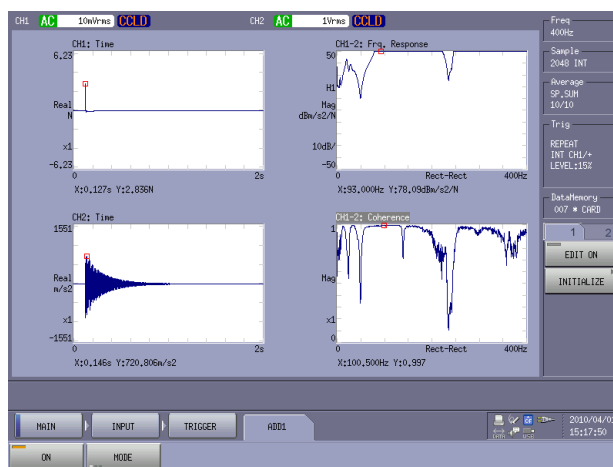 CH1 AC 10mVrms CCLD CH2 AC 1Vrms CCLD
Freq
400Hz
Sample
2048 INT
Average
SP.SUM
10/10
Trig
REPEAT
INT CH1/+
LEVEL:15%
DataMemory
007 * CARD
1 2
EDIT ON
INITIALIZE
CH1: Time
6.23
Real
N
x1
-6.23
0 2s
X:0.127s Y:2.836N
CH1-2: Frq. Response
50
H1
Mag
dBm/s2/N
10dB/
-50
0 Rect-Rect 400Hz
X:93.000Hz Y:78.09dBm/s2/N
CH2: Time
1551
Real
m/s2
x1
-1551
0 2s
X:0.146s Y:720.806m/s2
CH1-2: Coherence
1
Mag
x1
0
0 Rect-Rect 400Hz
X:100.500Hz Y:0.997
MAIN INPUT TRIGGER ADD1
2010/04/01
15:17:50
ON MODE